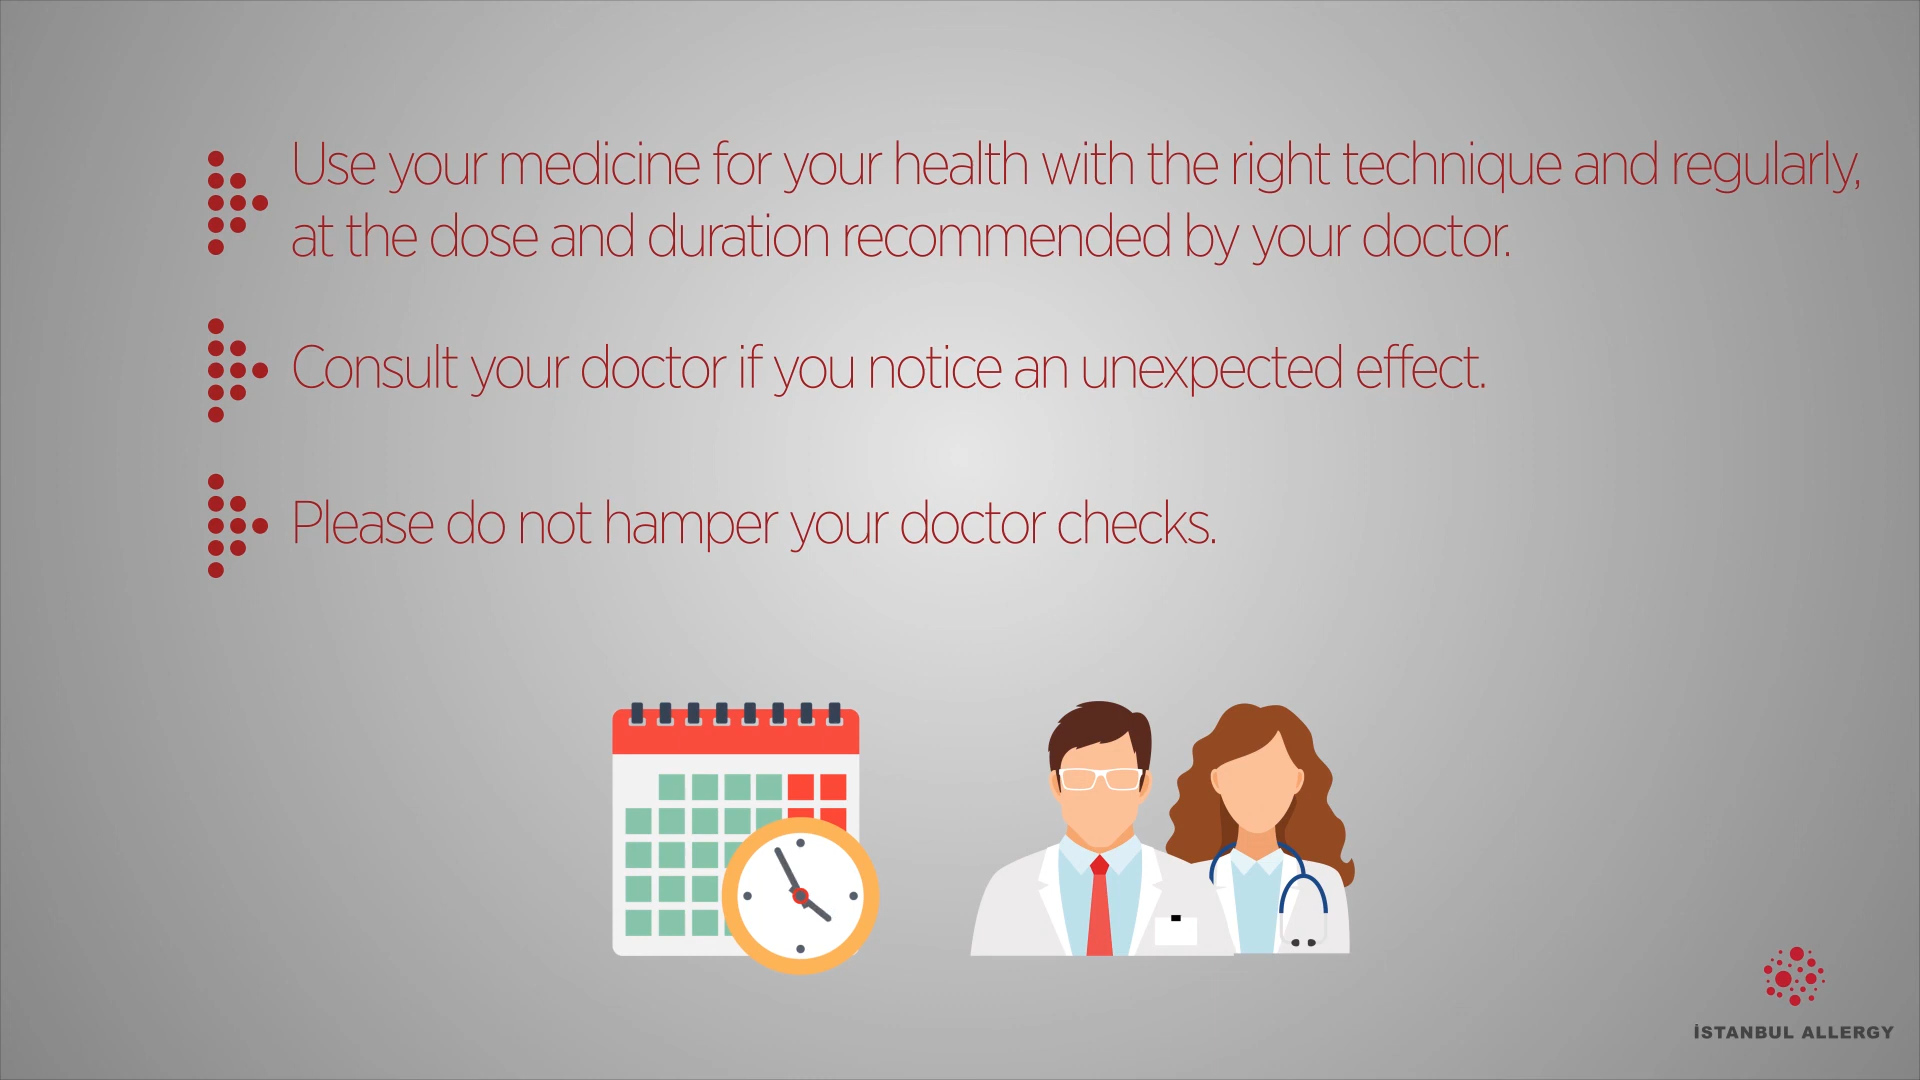 Use your medicine for your health with the right technique and regularly,
at the dose and duration recommended by your doctor.
Consult your doctor if you notice an unexpected effect.
Please do not hamper your doctor checks.
İSTANBUL ALLERGY